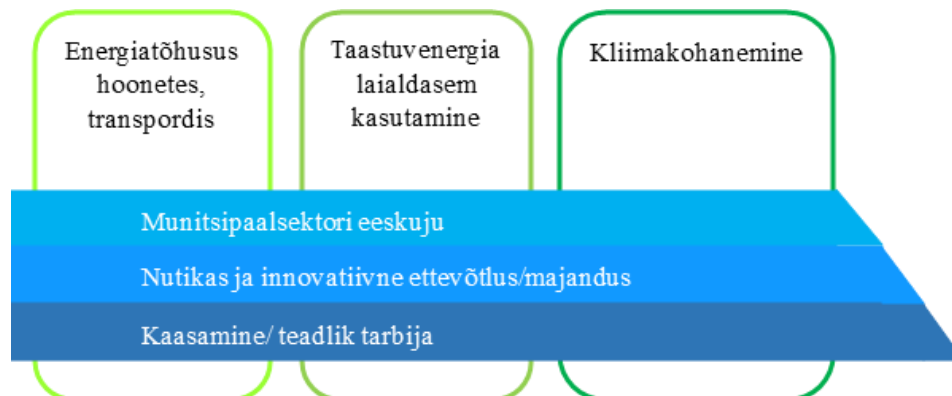 Energiatõhusus
hoonetes,
transpordis
Taastuvenergia
laialdasem
kasutamine
Kliimakohanemine
Munitsipaalsektori eeskuju
Nutikas ja innovatiivne ettevõtlus/majandus
Kaasamine/ teadlik tarbija